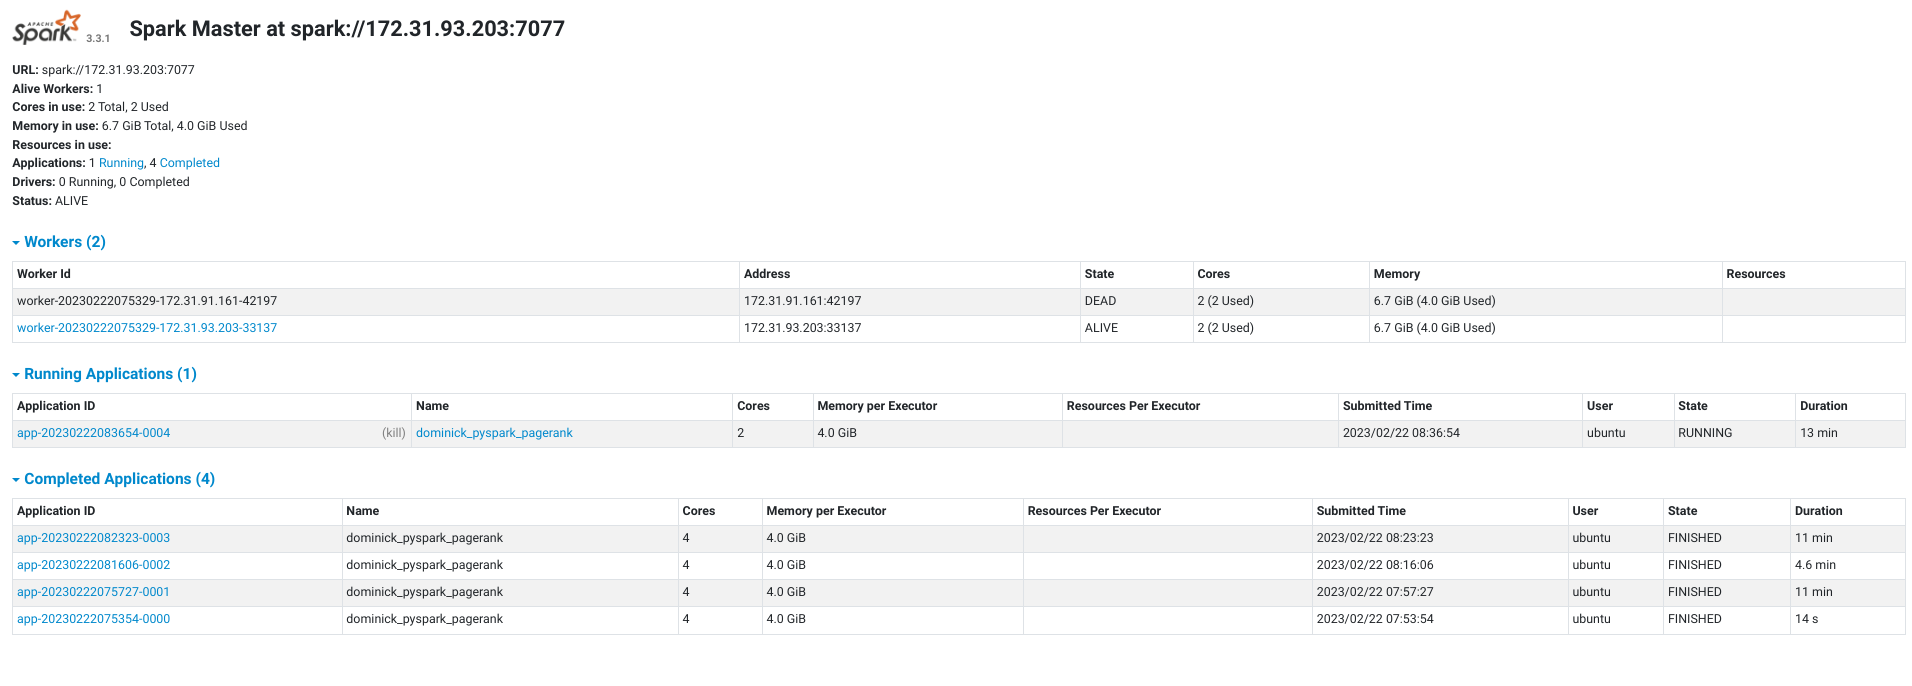 APACHE Spark 3.3.1 Spark Master at spark://172.31.93.203:7077
URL: spark://172.31.93.203:7077
Alive Workers: 1
Cores in use: 2 Total, 2 Used
Memory in use: 6.7 GiB Total, 4.0 GiB Used
Resources in use:
Applications: 1 Running, 4 Completed
Drivers: 0 Running, 0 Completed
Status: ALIVE
Workers (2)
Worker Id Address State Cores Memory Resources
worker-20230222075329-172.31.91.161-42197 172.31.91.161:42197 DEAD 2 (2 Used) 6.7 GiB (4.0 GiB Used)
worker-20230222075329-172.31.93.203-33137 172.31.93.203:33137 ALIVE 2 (2 Used) 6.7 GiB (4.0 GiB Used)
Running Applications (1)
Application ID Name Cores Memory per Executor Resources Per Executor Submitted Time User State Duration
app-20230222083654-0004 (kill) dominick_pyspark_pagerank 2 4.0 GiB 2023/02/22 08:36:54 ubuntu RUNNING 13 min
Completed Applications (4)
Application ID Name Cores Memory per Executor Resources Per Executor Submitted Time User State Duration
app-20230222082323-0003 dominick_pyspark_pagerank 4 4.0 GiB 2023/02/22 08:23:23 ubuntu FINISHED 11 min
app-20230222081606-0002 dominick_pyspark_pagerank 4 4.0 GiB 2023/02/22 08:16:06 ubuntu FINISHED 4.6 min
app-20230222075727-0001 dominick_pyspark_pagerank 4 4.0 GiB 2023/02/22 07:57:27 ubuntu FINISHED 11 min
app-20230222075354-0000 dominick_pyspark_pagerank 4 4.0 GiB 2023/02/22 07:53:54 ubuntu FINISHED 14 s